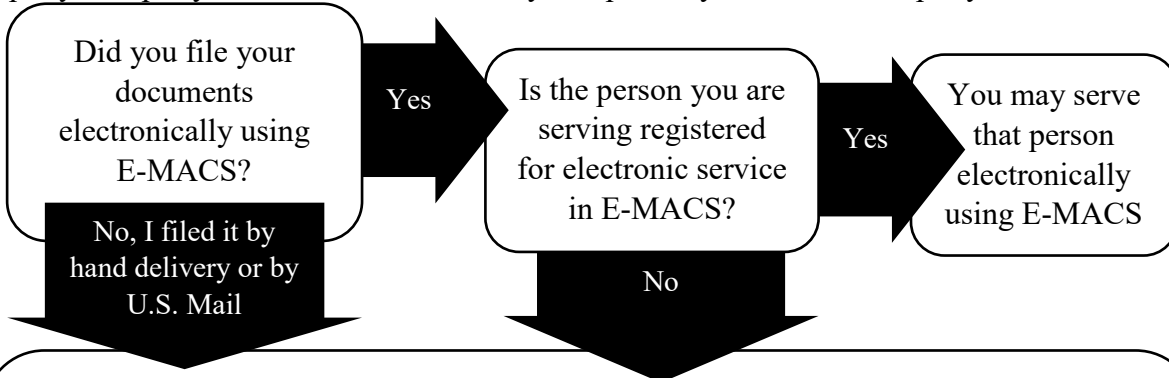 Did you file your
documents
electronically using
E-MACS?
Yes
Is the person you are
serving registered
for electronic service
in E-MACS?
Yes
You may serve
that person
electronically
using E-MACS
No, I filed it by
hand delivery or by
U.S. Mail
No